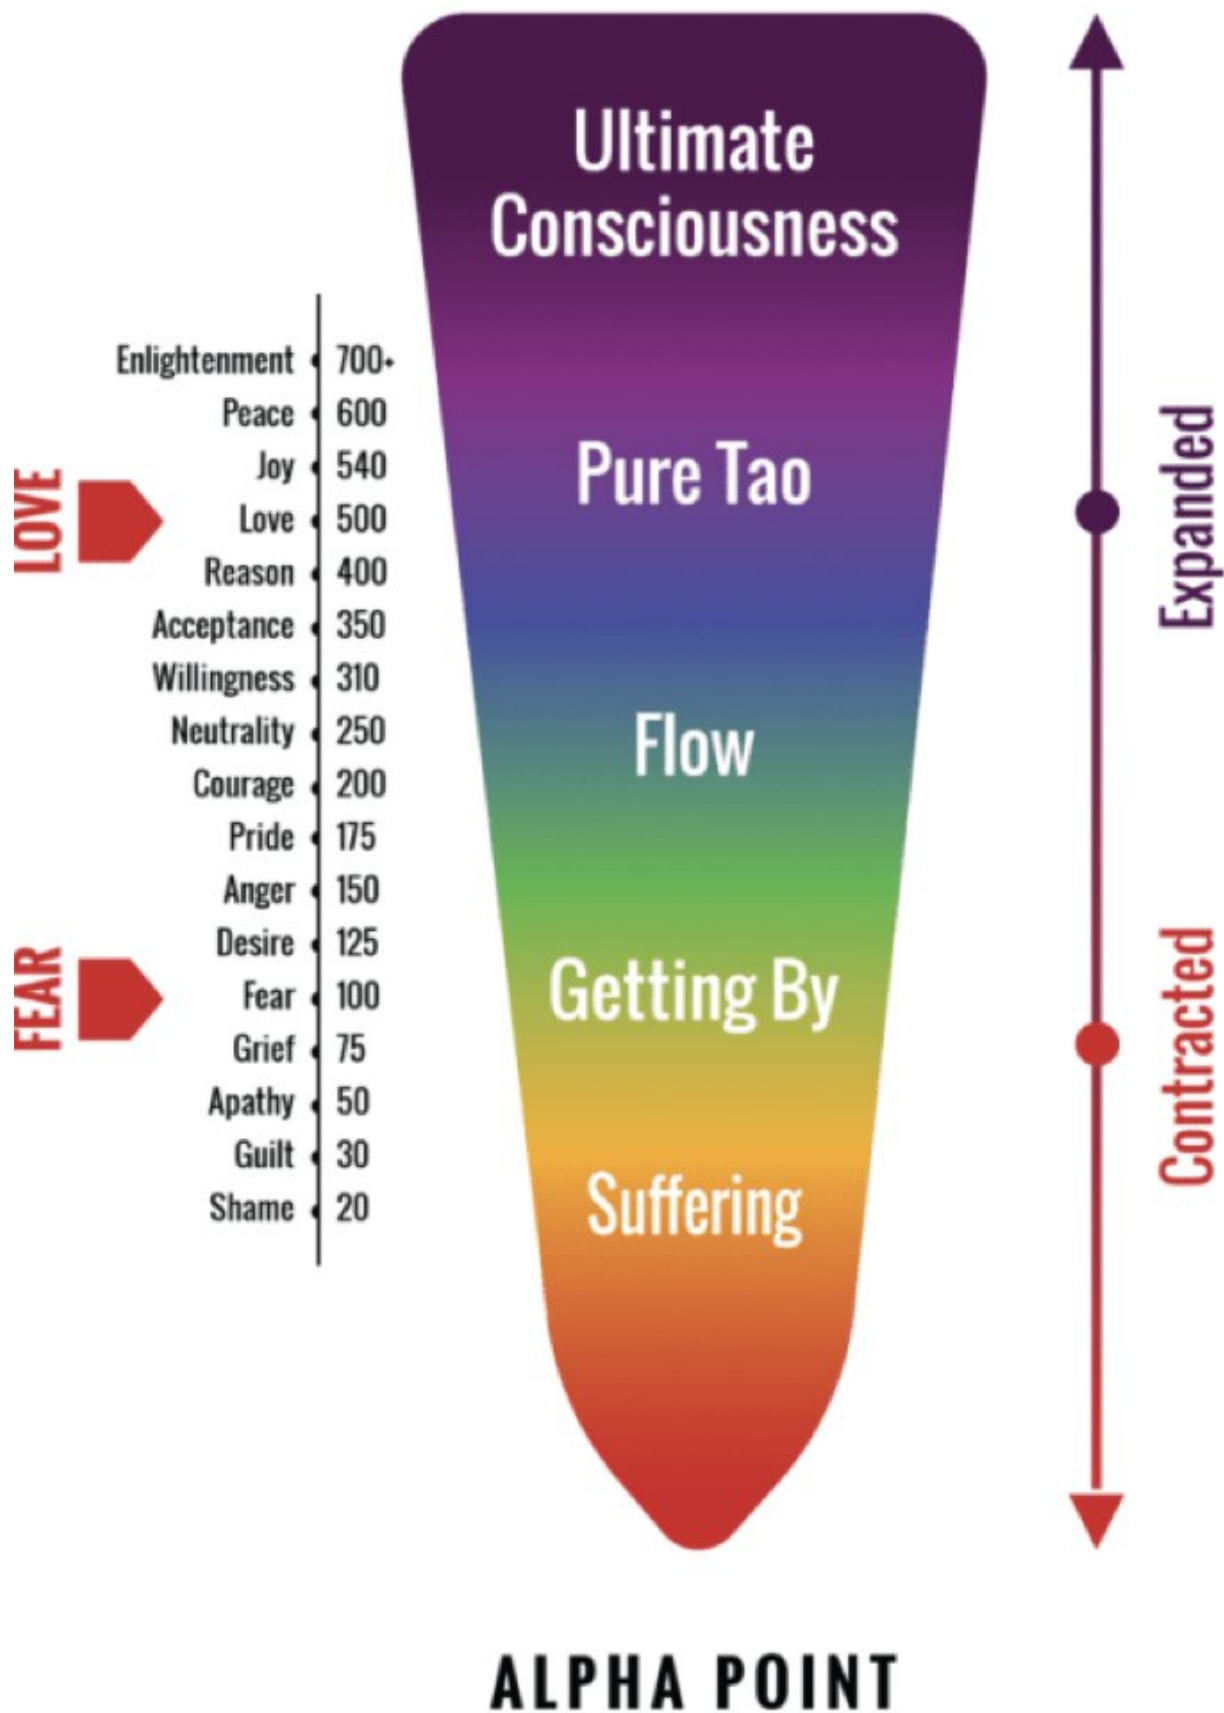 Ultimate
Consciousness
Enlightenment 700+
Peace 600
Joy 540
Love 500
Reason 400
Acceptance 350
Willingness 310
Neutrality 250
Courage 200
Pride 175
Anger 150
Desire 125
Fear 100
Grief 75
Apathy 50
Guilt 30
Shame 20
LOVE
FEAR
Pure Tao
Flow
Getting By
Suffering
Expanded
Contracted
ALPHA POINT